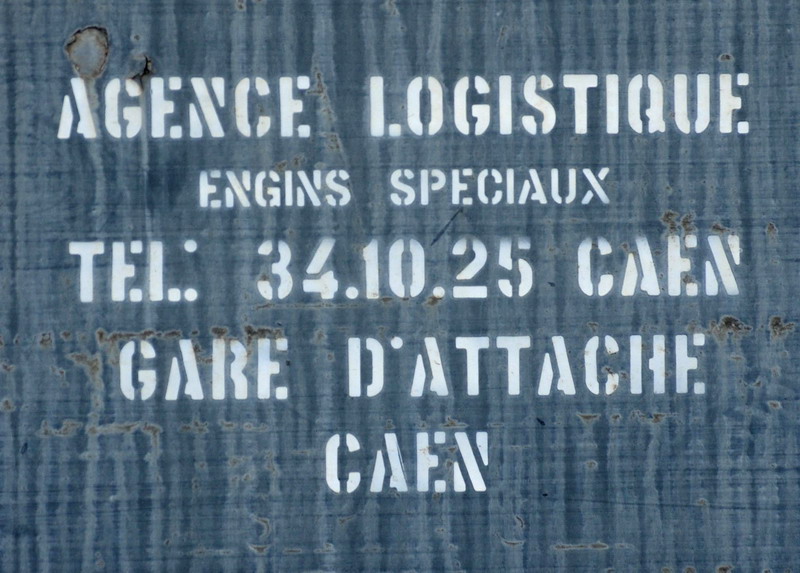 AGENCE LOGISTIQUE
ENGINS SPECIAUX
TEL: 34.10.25 CAEN
GARE D'ATTACHE
CAEN